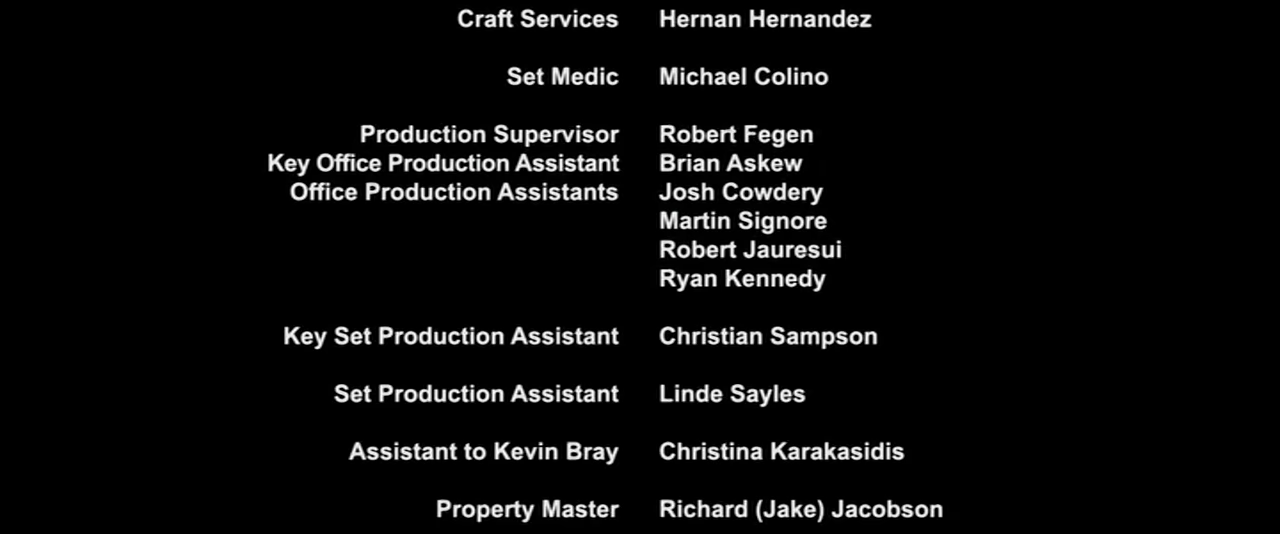 Craft Services Hernan Hernandez
Set Medic Michael Colino
Production Supervisor Robert Fegen
Key Office Production Assistant Brian Askew
Office Production Assistants Josh Cowdery
Martin Signore
Robert Jauresui
Ryan Kennedy
Key Set Production Assistant Christian Sampson
Set Production Assistant Linde Sayles
Assistant to Kevin Bray Christina Karakasidis
Property Master Richard (Jake) Jacobson